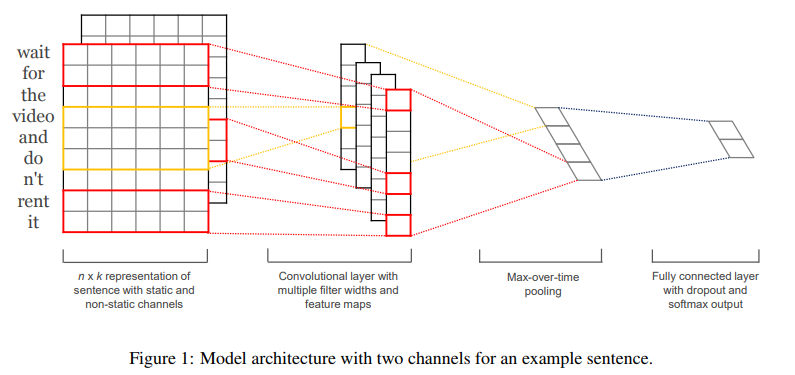 wait
for
the
video
and
do
n't
rent
it
n x k representation of
sentence with static and
non-static channels
Convolutional layer with
multiple filter widths and
feature maps
Max-over-time
pooling
Fully connected layer
with dropout and
softmax output
Figure 1: Model architecture with two channels for an example sentence.